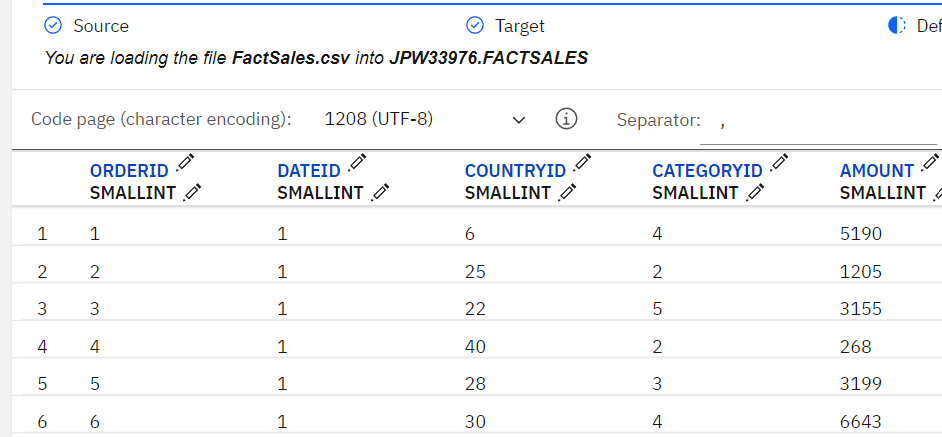 Source Target Def
You are loading the file FactSales.csv into JPW33976.FACTSALES
Code page (character encoding): 1208 (UTF-8) Separator: ,
ORDERID DATEID COUNTRYID CATEGORYID AMOUNT
SMALLINT SMALLINT SMALLINT SMALLINT SMALLINT
1 1 1 6 4 5190
2 2 1 25 2 1205
3 3 1 22 5 3155
4 4 1 40 2 268
5 5 1 28 3 3199
6 6 1 30 4 6643